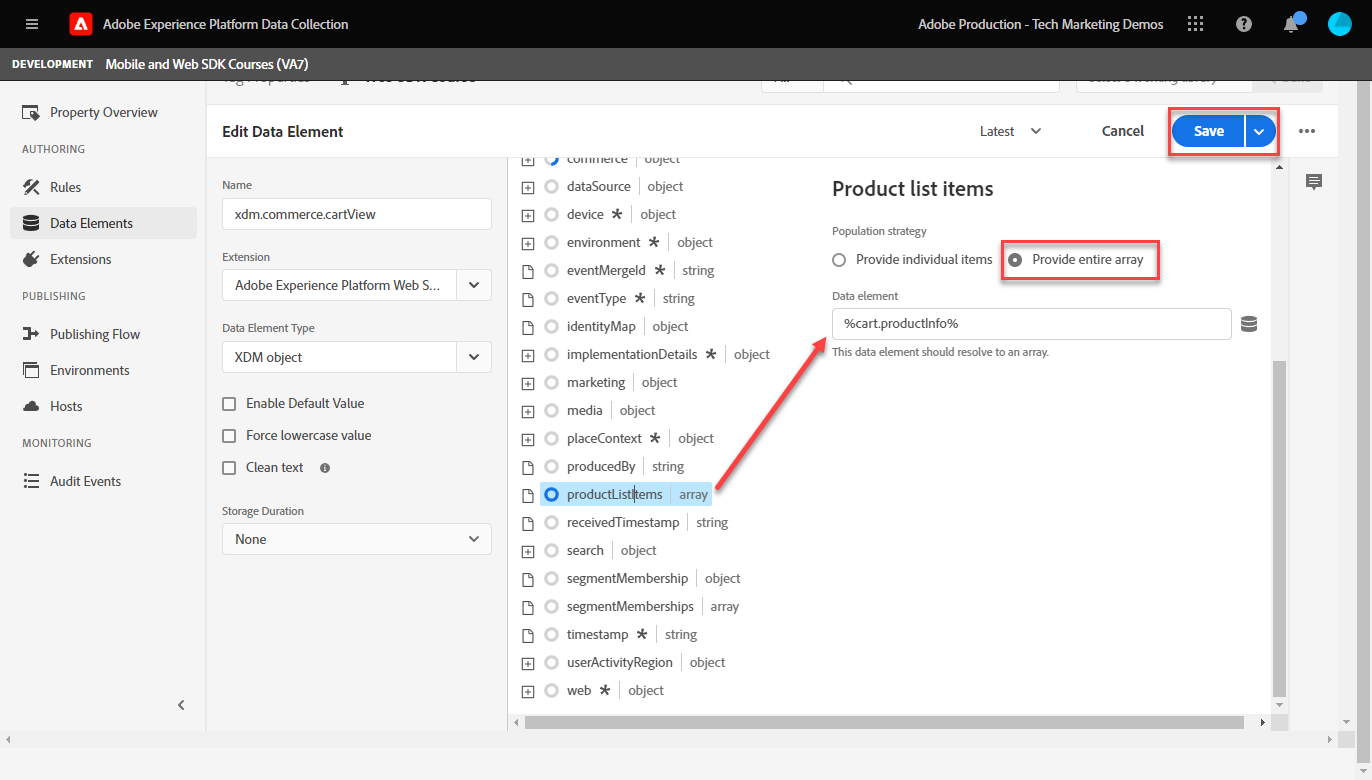 Adobe Experience Platform Data Collection
Adobe Production - Tech Marketing Demos
DEVELOPMENT Mobile and Web SDK Courses (VA7)
Property Overview
AUTHORING
Rules
Data Elements
Extensions
PUBLISHING
Publishing Flow
Environments
Hosts
MONITORING
Audit Events
Edit Data Element
Latest
Cancel
Save
Name
xdm.commerce.cartView
Extension
Adobe Experience Platform Web S...
Data Element Type
XDM object
Enable Default Value
Force lowercase value
Clean text
Storage Duration
None
commerce object
dataSource object
device * object
environment * object
eventMergeId * string
eventType * string
identityMap object
implementationDetails * object
marketing object
media object
placeContext * object
producedBy string
productListItems array
receivedTimestamp string
search object
segmentMembership object
segmentMemberships array
timestamp * string
userActivityRegion object
web * object
Product list items
Population strategy
Provide individual items
Provide entire array
Data element
%cart.productInfo%
This data element should resolve to an array.